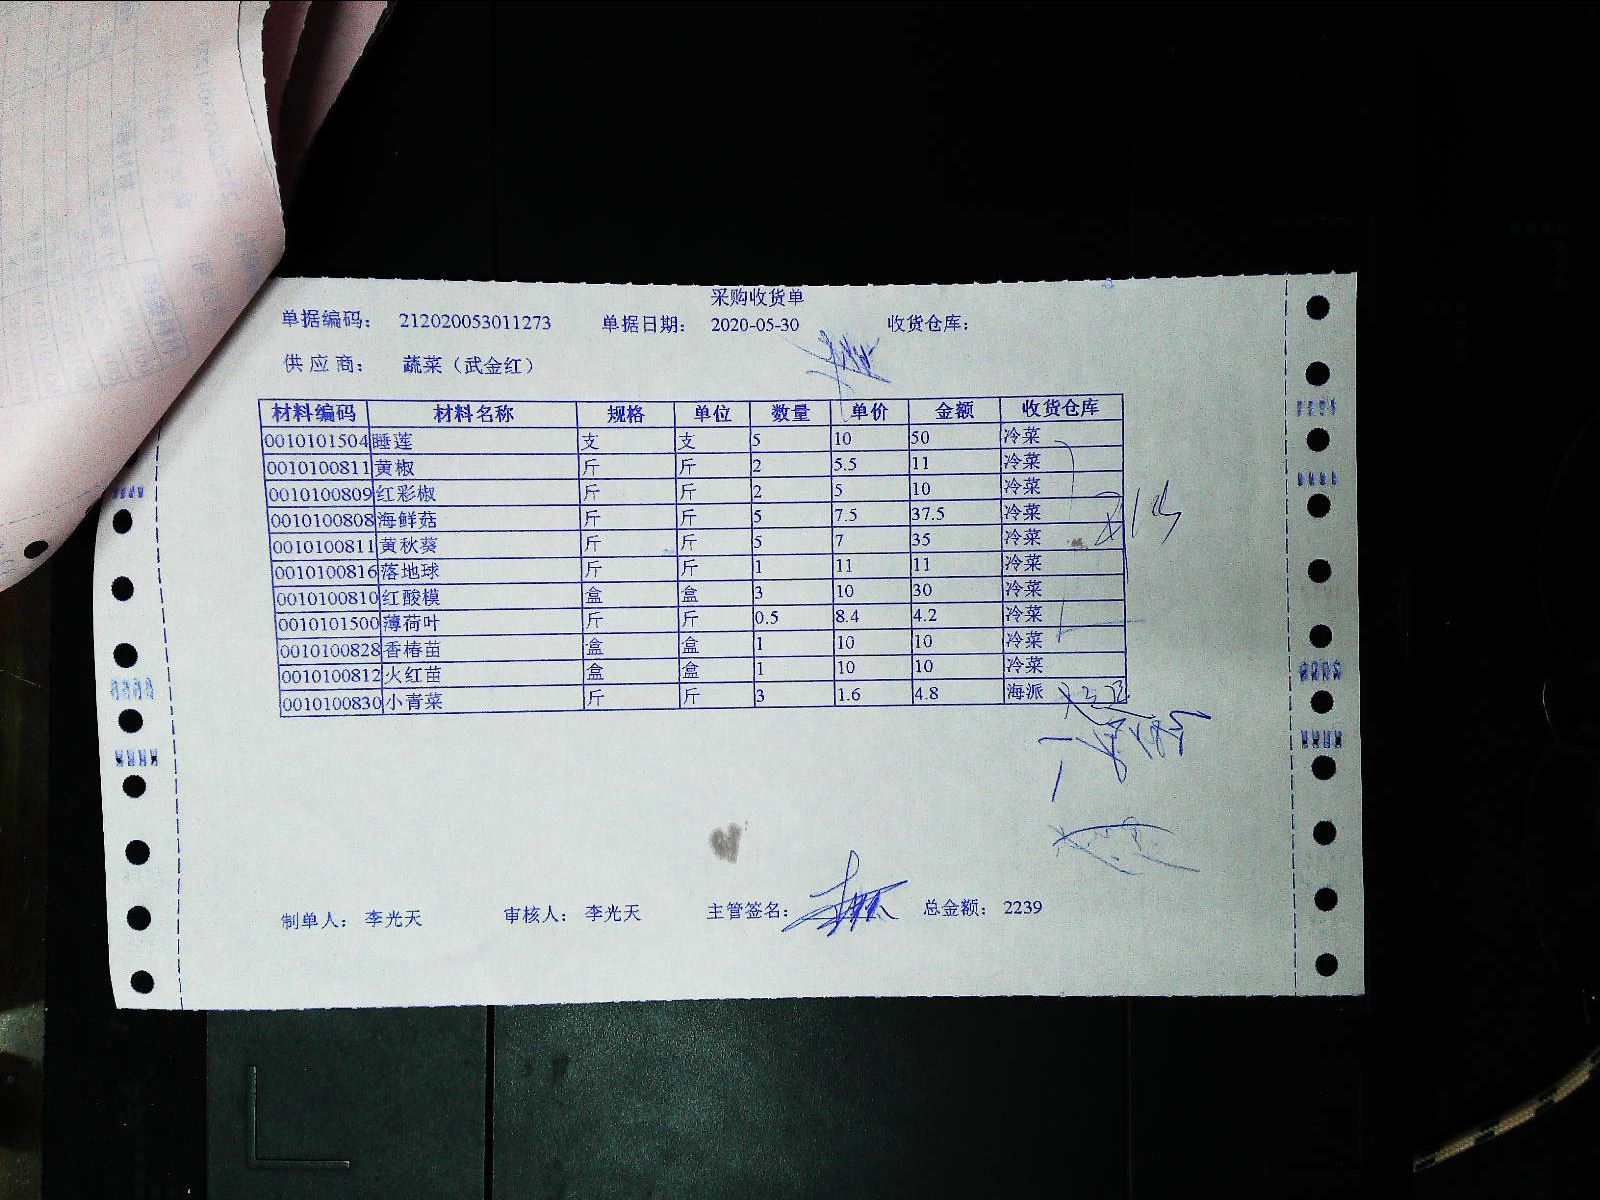 采购收货单
单据编码： 212020053011273 单据日期： 2020-05-30 收货仓库：
供应商： 蔬菜（武金红）
材料编码 材料名称 规格 单位 数量 单价 金额 收货仓库
0010101504 睡莲 支 支 5 10 50 冷菜
0010100811 黄椒 斤 斤 2 5.5 11 冷菜
0010100809 红彩椒 斤 斤 2 5 10 冷菜
0010100808 海鲜菇 斤 斤 5 7.5 37.5 冷菜
0010100811 黄秋葵 斤 斤 5 7 35 冷菜
0010100816 落地球 斤 斤 1 11 11 冷菜
0010100810 红酸模 盒 盒 3 10 30 冷菜
0010101500 薄荷叶 斤 斤 0.5 8.4 4.2 冷菜
0010100828 香椿苗 盒 盒 1 10 10 冷菜
0010100812 火红苗 盒 盒 1 10 10 冷菜
0010100830 小青菜 斤 斤 3 1.6 4.8 海派
制单人： 李光天 审核人： 李光天 主管签名： 总金额： 2239